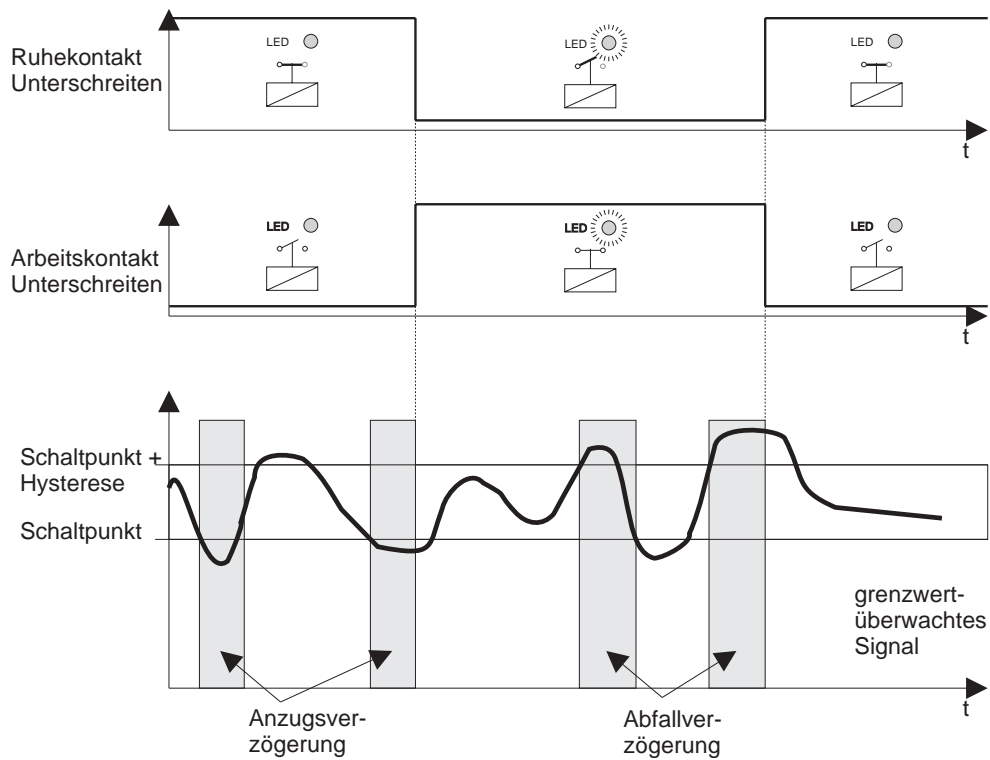 Ruhekontakt
Unterschreiten
LED
LED
LED
t
Arbeitskontakt
Unterschreiten
LED
LED
LED
t
Schaltpunkt +
Hysterese
Schaltpunkt
grenzwert-
überwachtes
Signal
t
Anzugsver-
zögerung
Abfallver-
zögerung